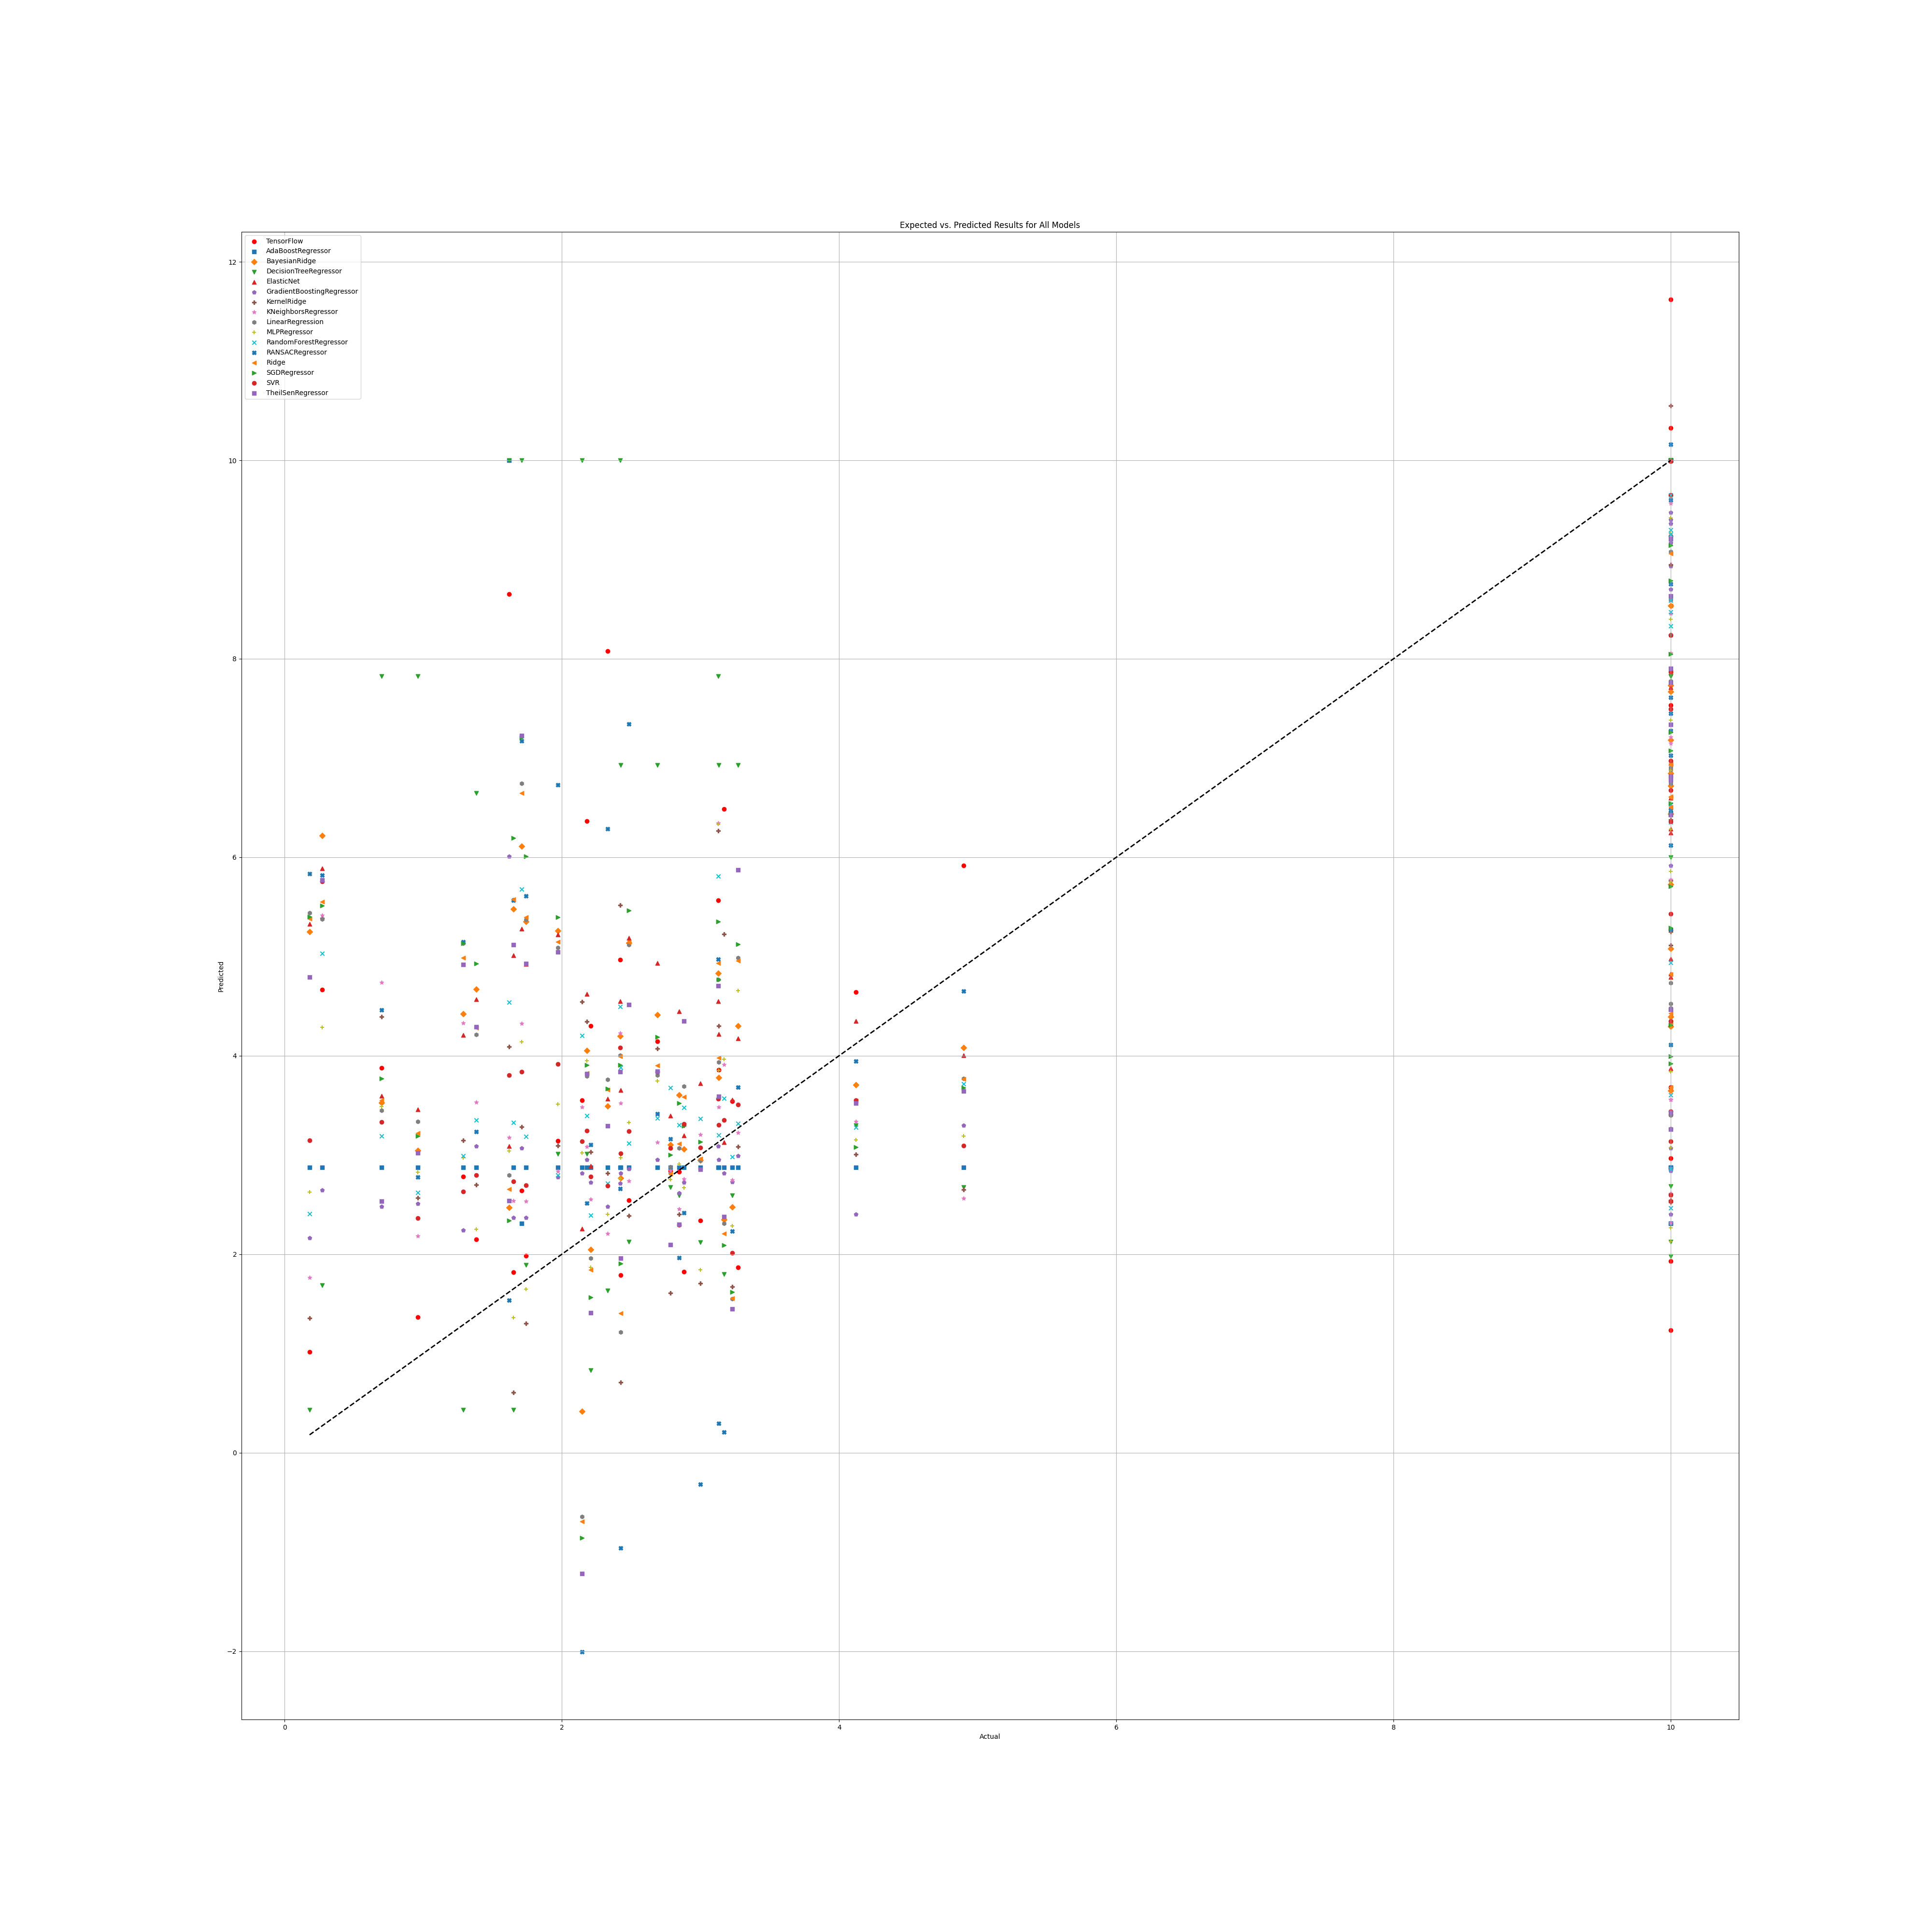 Expected vs. Predicted Results for All Models
TensorFlow
AdaBoostRegressor
BayesianRidge
DecisionTreeRegressor
ElasticNet
GradientBoostingRegressor
KernelRidge
KNeighborsRegressor
LinearRegression
MLPRegressor
RandomForestRegressor
RANSACRegressor
Ridge
SGDRegressor
SVR
TheilSenRegressor
12
10
8
6
4
2
0
−2
Predicted
0 2 4 6 8 10
Actual